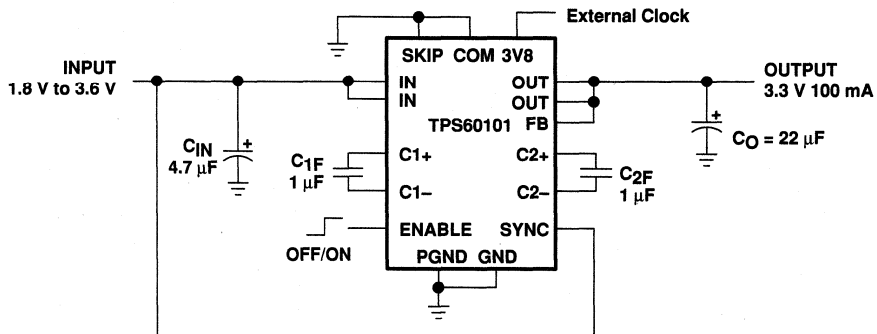 External Clock
SKIP COM 3V8
INPUT
1.8 V to 3.6 V
IN
IN
OUT
OUT
FB
TPS60101
OUTPUT
3.3 V 100 mA
CIN
4.7 µF
+
C1F
1 µF
C1+
C1−
C2+
C2−
C2F
1 µF
+
CO = 22 µF
OFF/ON
ENABLE
SYNC
PGND GND